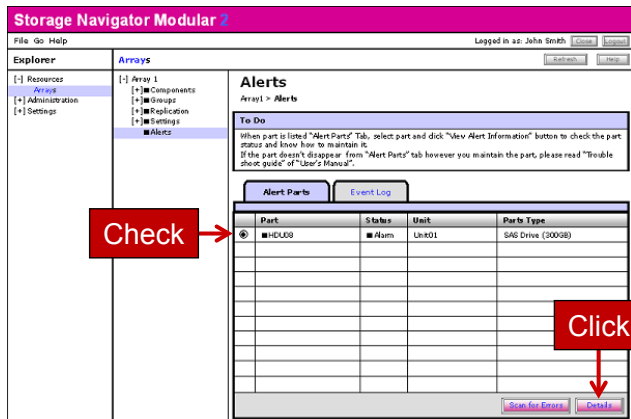 Storage Navigator Modular 2
File Go Help
Logged in as: John Smith Close Logout
Explorer
Arrays
Refresh Help
[-] Resources
Arrays
[+] Administration
[+] Settings
[-] Array 1
[+] Components
[+] Groups
[+] Replication
[+] Settings
Alerts
Alerts
Array1 > Alerts
To Do
When part is listed "Alert Parts" Tab, select part and click "View Alert Information" button to check the part
status and know how to maintain it.
If the part doesn't disappear from "Alert Parts" tab however you maintain the part, please read "Trouble
shoot guide" of "User's Manual".
Alert Parts Event Log
Part Status Unit Parts Type
HDU08 Alarm Unit01 SAS Drive (300GB)
Check
Click
Scan for Errors Details